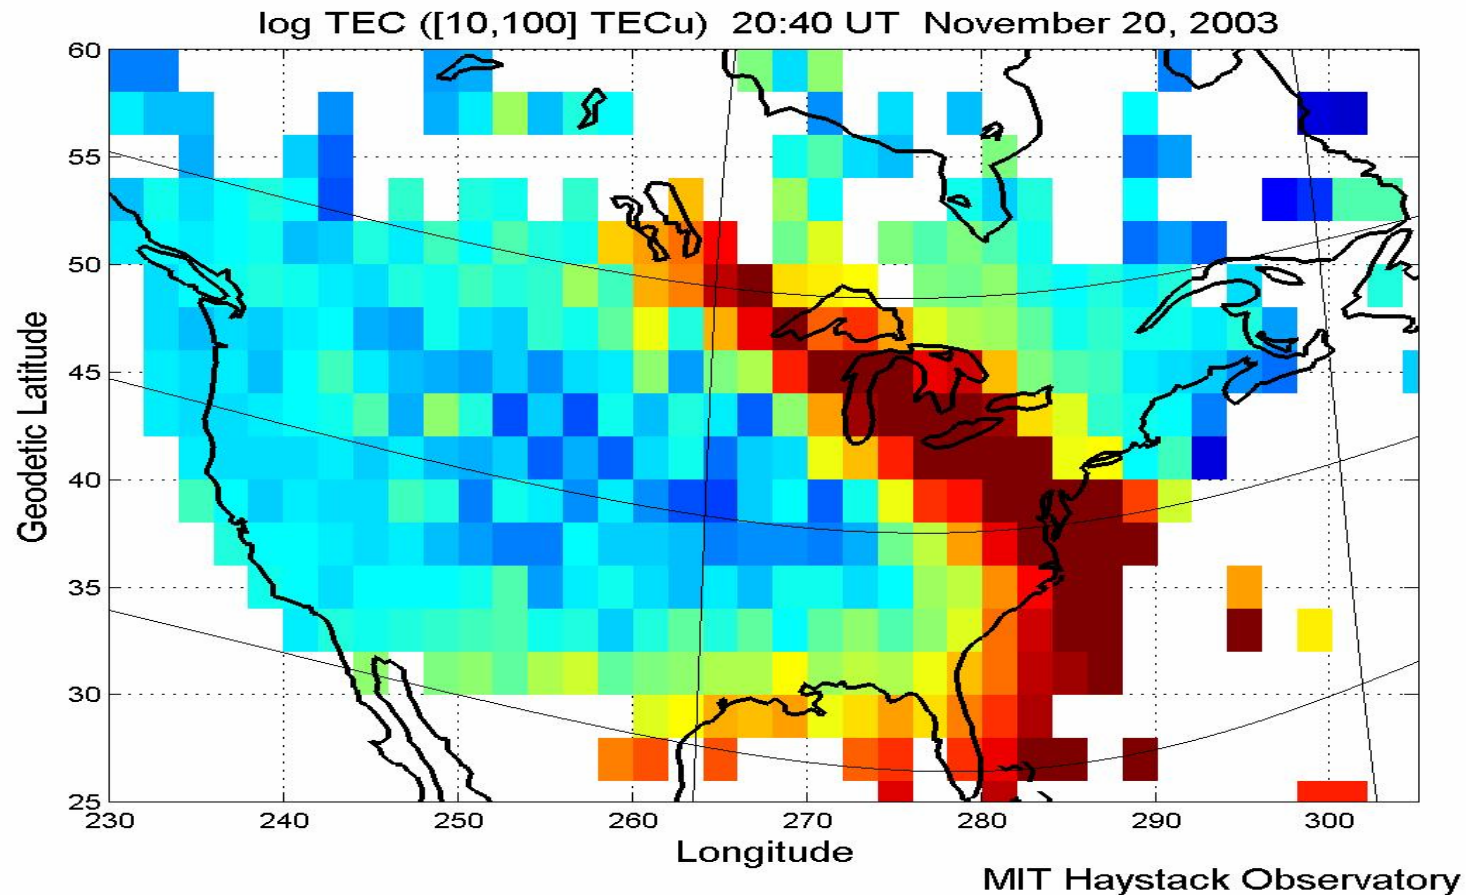 log TEC ([10,100] TECu)  20:40 UT  November 20, 2003
60
55
50
45
40
35
30
25
Geodetic Latitude
230 240 250 260 270 280 290 300
Longitude
MIT Haystack Observatory